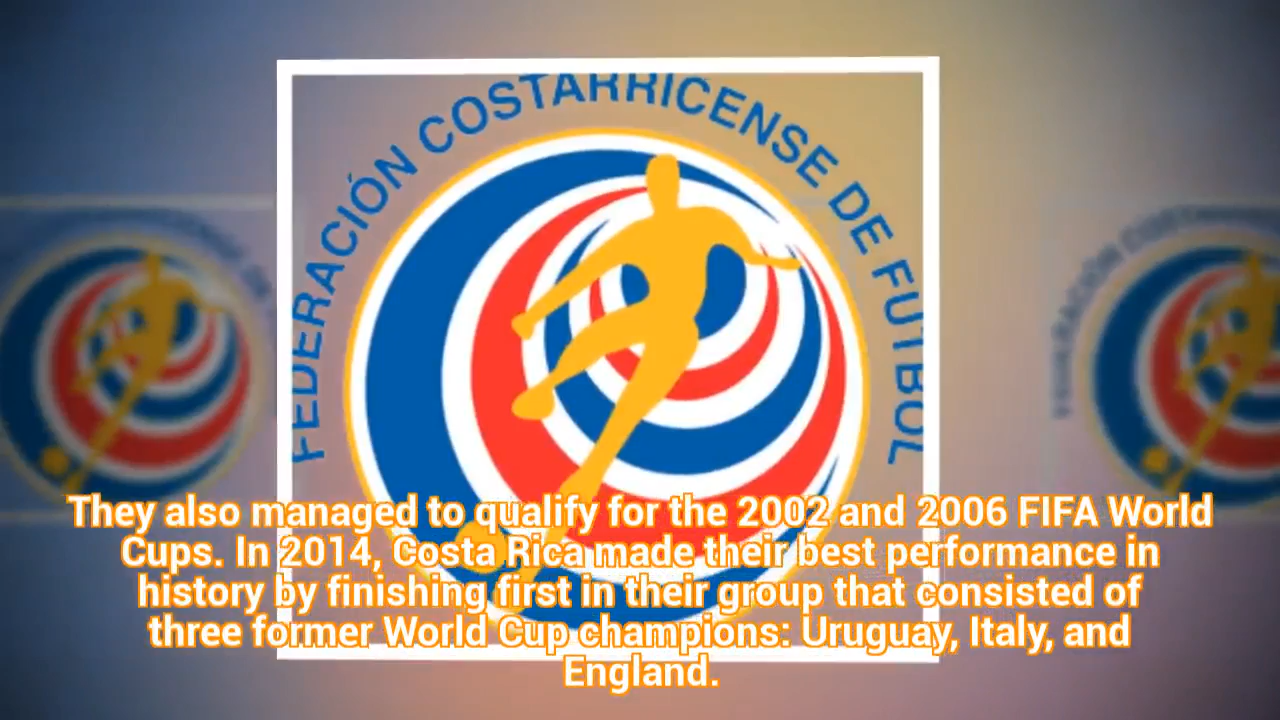 FEDERACIÓN COSTARRICENSE DE FUTBOL
They also managed to qualify for the 2002 and 2006 FIFA World
Cups. In 2014, Costa Rica made their best performance in
history by finishing first in their group that consisted of
three former World Cup champions: Uruguay, Italy, and
England.